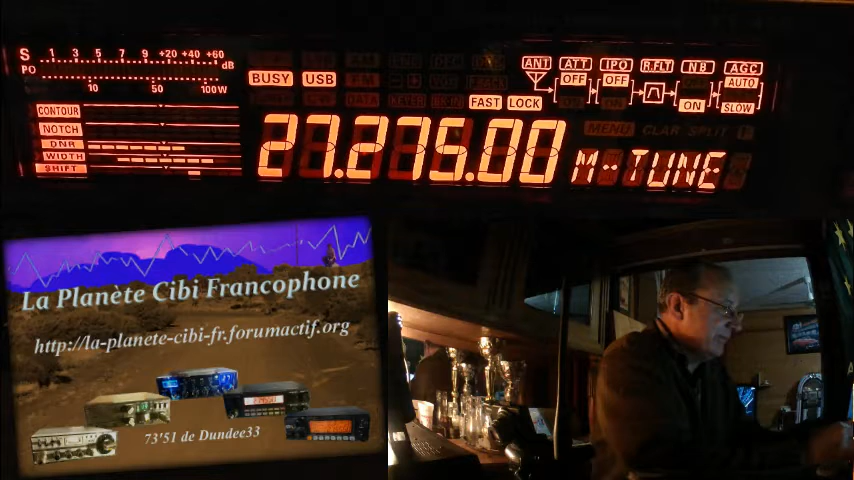 S 1 3 5 7 9 +20 +40 +60 dB
PO 10 50 100W
BUSY USB
FAST LOCK
ANT ATT IPO R.FLT NB AGC
OFF OFF AUTO
ON SLOW
CONTOUR
NOTCH
DNR
WIDTH
SHIFT
MENU CLAR SPLIT
27.275.00 M-TUNE
La Planète Cibi Francophone
http://la-planete-cibi-fr.forumactif.org
73'51 de Dundee33